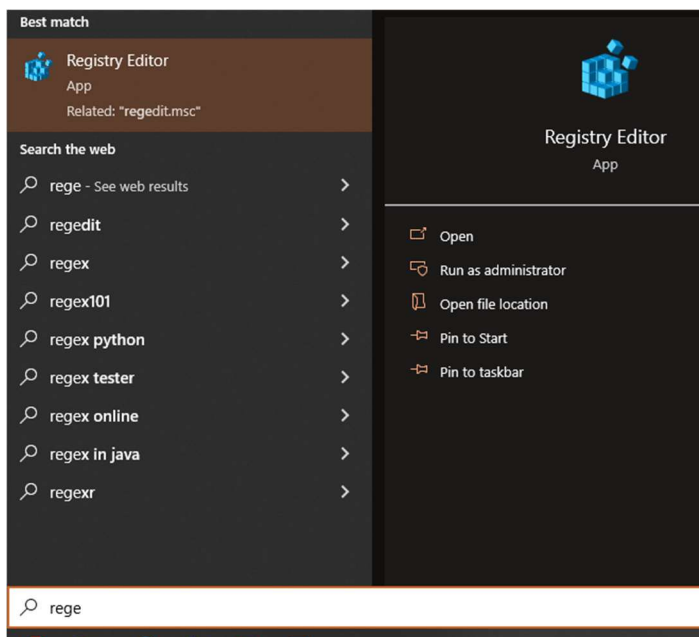 Best match
Registry Editor
App
Related: "regedit.msc"
Search the web
rege - See web results
regedit
regex
regex101
regex python
regex tester
regex online
regex in java
regexr
rege
Registry Editor
App
Open
Run as administrator
Open file location
Pin to Start
Pin to taskbar